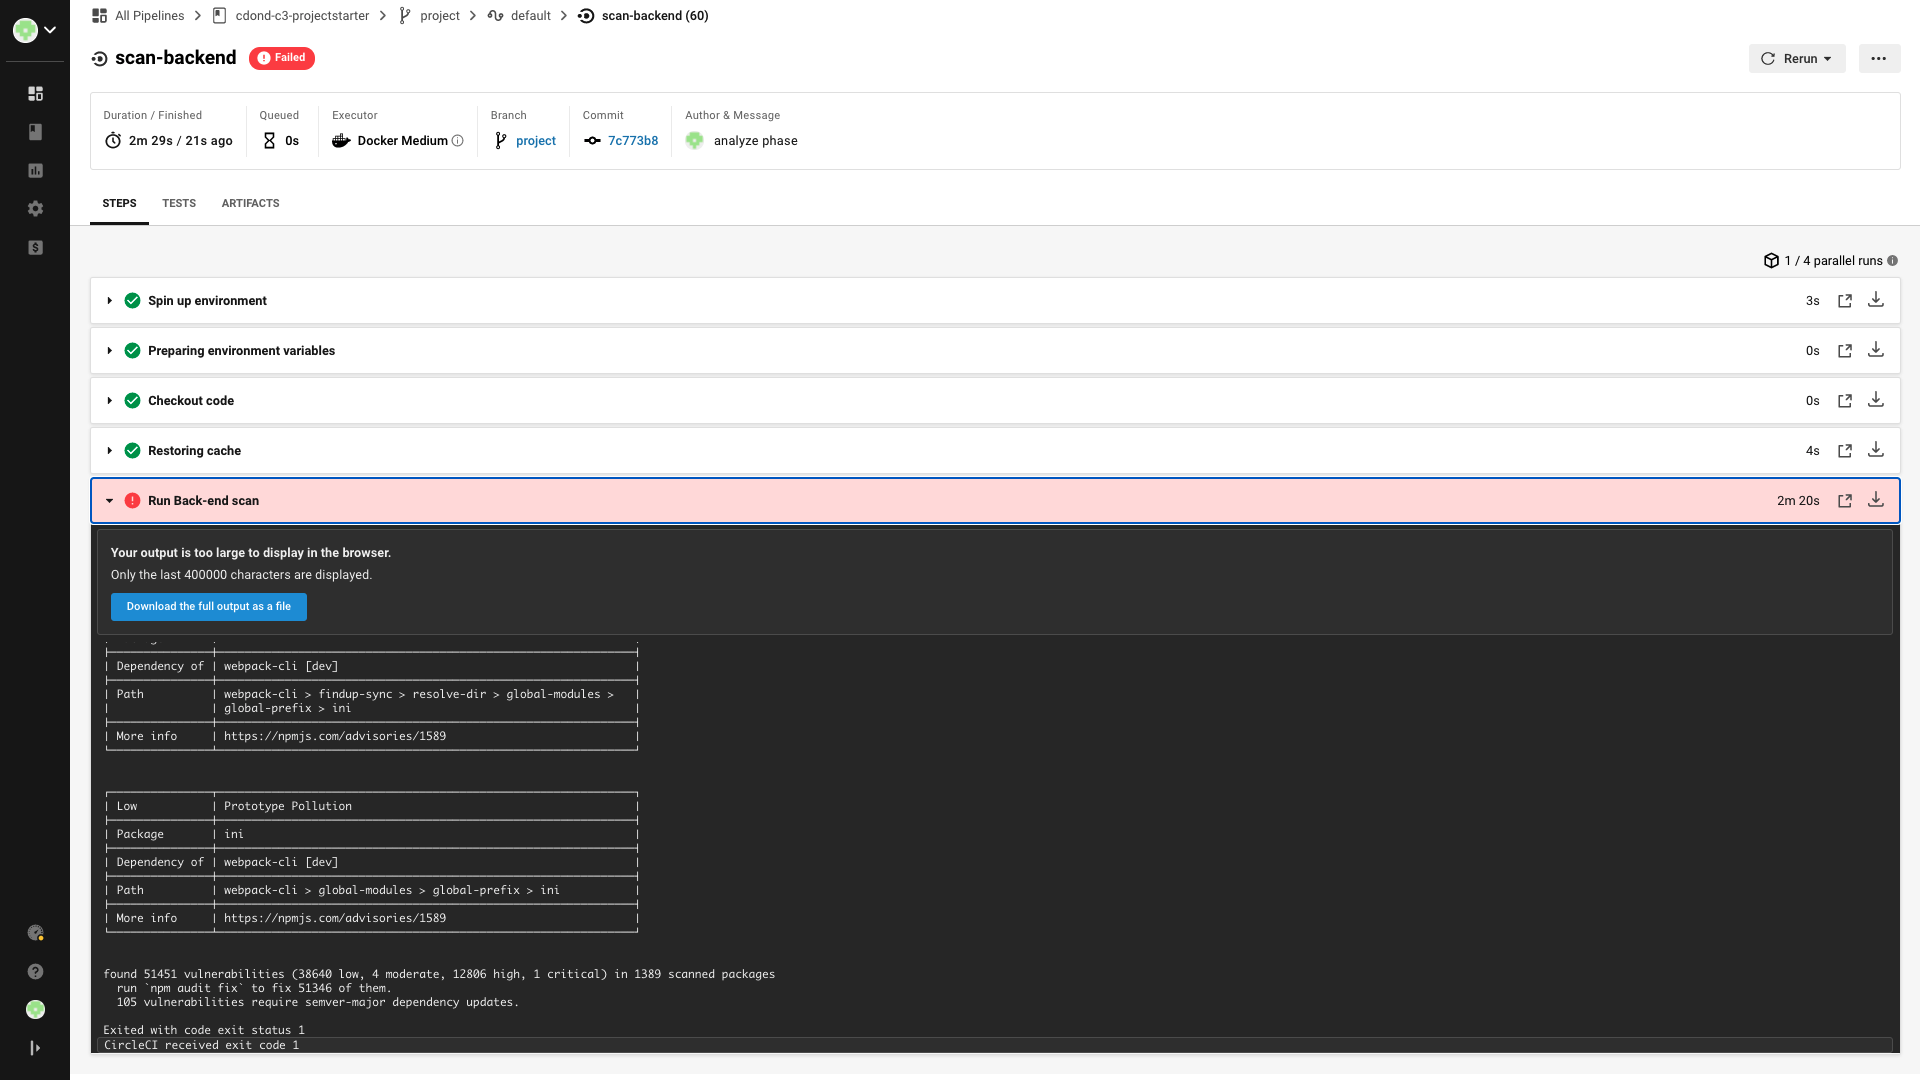 All Pipelines
cdond-c3-projectstarter
project
default
scan-backend (60)
scan-backend
Failed
Rerun
Duration / Finished
2m 29s / 21s ago
Queued
0s
Executor
Docker Medium
Branch
project
Commit
7c773b8
Author & Message
analyze phase
STEPS
TESTS
ARTIFACTS
1 / 4 parallel runs
Spin up environment
3s
Preparing environment variables
0s
Checkout code
0s
Restoring cache
4s
Run Back-end scan
2m 20s
Your output is too large to display in the browser.
Only the last 400000 characters are displayed.
Download the full output as a file
| Dependency of | webpack-cli [dev] |
| Path | webpack-cli > findup-sync > resolve-dir > global-modules > |
| | global-prefix > ini |
| More info | https://npmjs.com/advisories/1589 |
| Low | Prototype Pollution |
| Package | ini |
| Dependency of | webpack-cli [dev] |
| Path | webpack-cli > global-modules > global-prefix > ini |
| More info | https://npmjs.com/advisories/1589 |
found 51451 vulnerabilities (38640 low, 4 moderate, 12806 high, 1 critical) in 1389 scanned packages
run `npm audit fix` to fix 51346 of them.
105 vulnerabilities require semver-major dependency updates.
Exited with code exit status 1
CircleCI received exit code 1